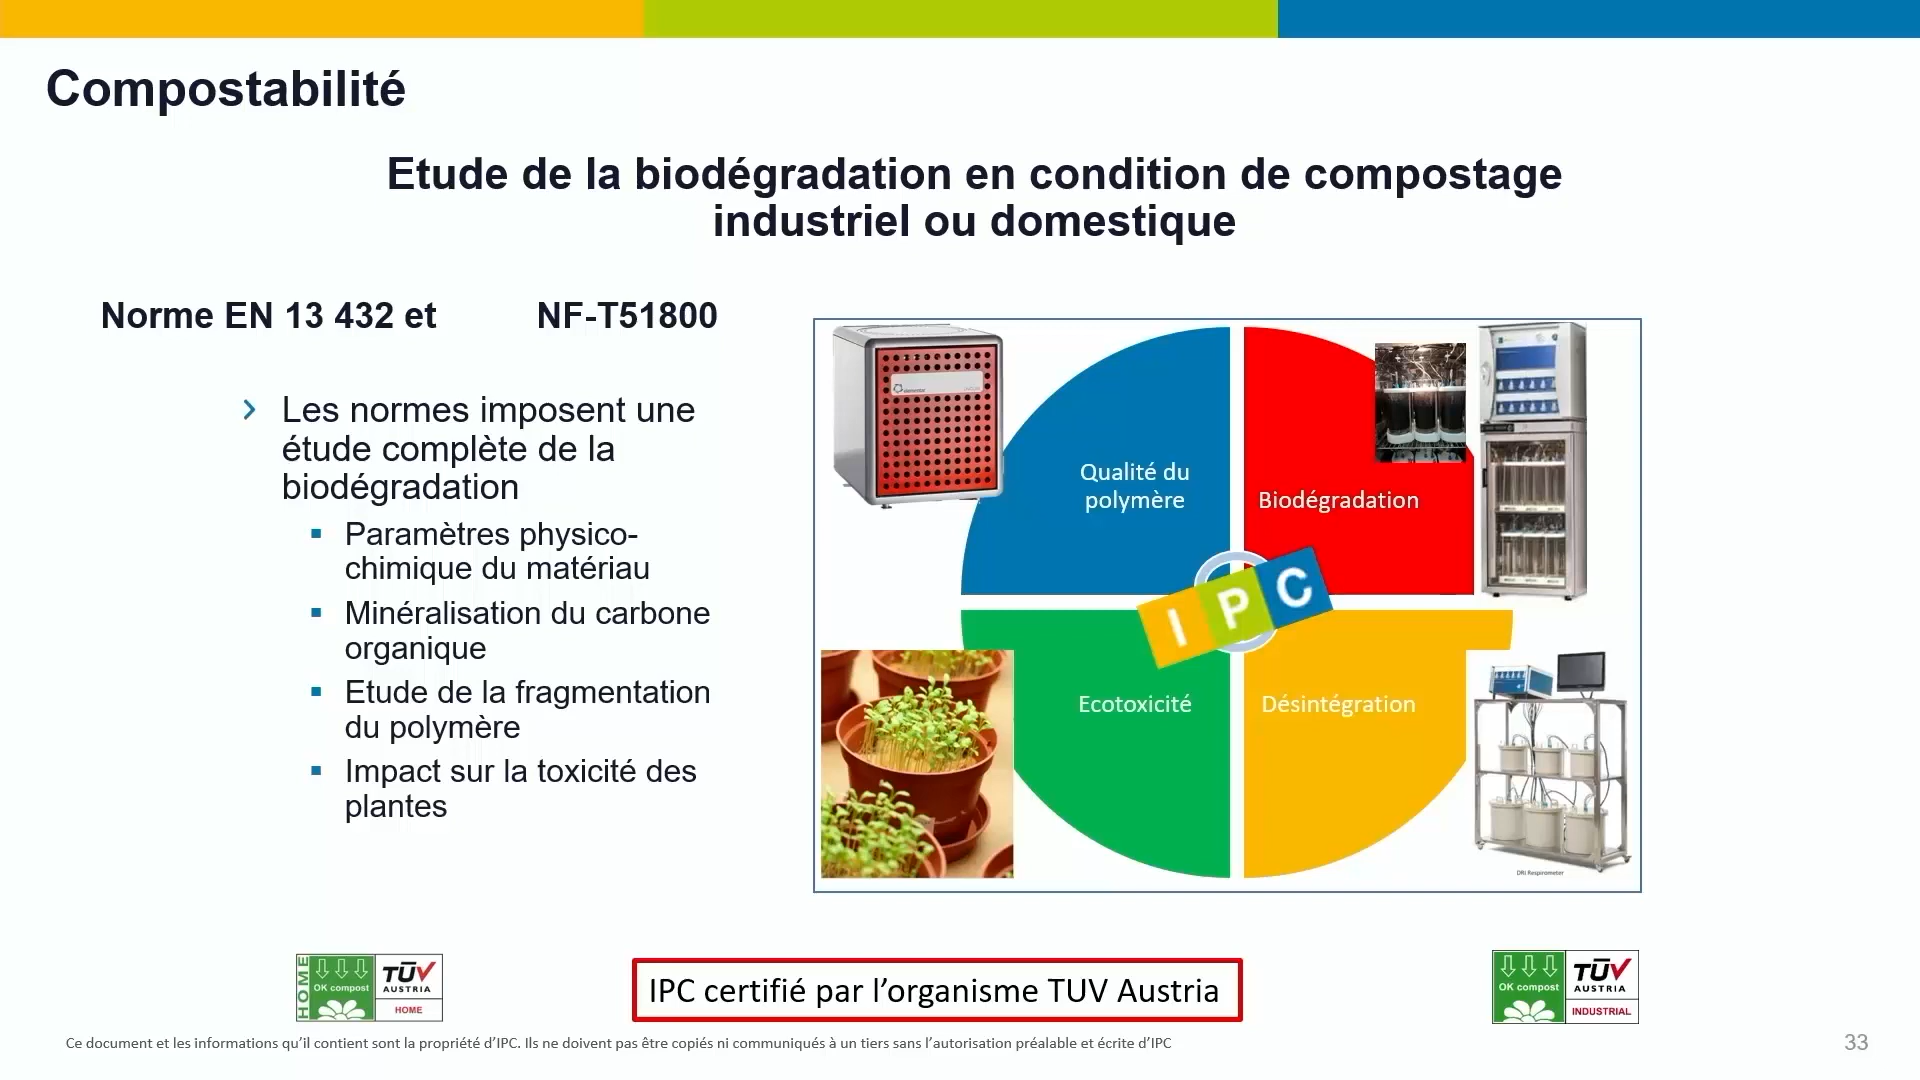 Compostabilité
Etude de la biodégradation en condition de compostage
industriel ou domestique
Norme EN 13 432 et NF-T51800
Les normes imposent une
étude complète de la
biodégradation
Paramètres physico-
chimique du matériau
Minéralisation du carbone
organique
Etude de la fragmentation
du polymère
Impact sur la toxicité des
plantes
elementar
Qualité du
polymère
Biodégradation
IPC
Ecotoxicité
Désintégration
DRI Respirometer
HOME
OK compost
TÜV
AUSTRIA
HOME
IPC certifié par l’organisme TUV Austria
OK compost
TÜV
AUSTRIA
INDUSTRIAL
Ce document et les informations qu’il contient sont la propriété d’IPC. Ils ne doivent pas être copiés ni communiqués à un tiers sans l’autorisation préalable et écrite d’IPC
33